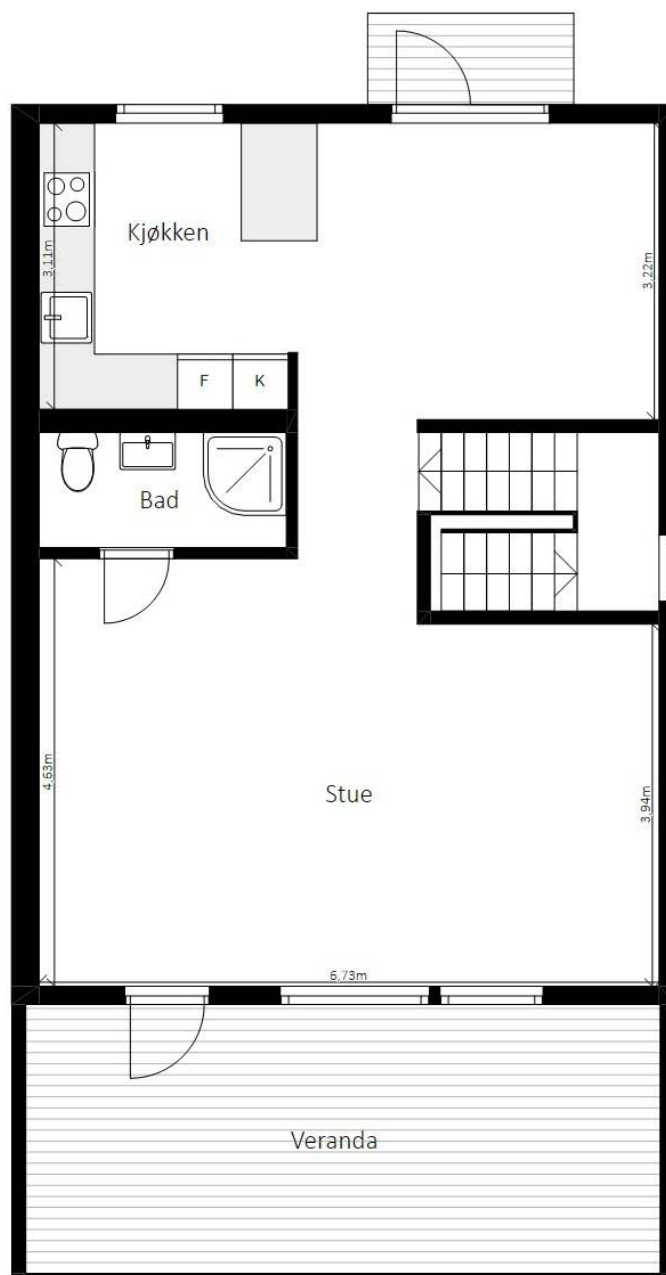 Kjøkken
3,11m
3,22m
F
K
Bad
4,63m
Stue
3,94m
6,73m
Veranda